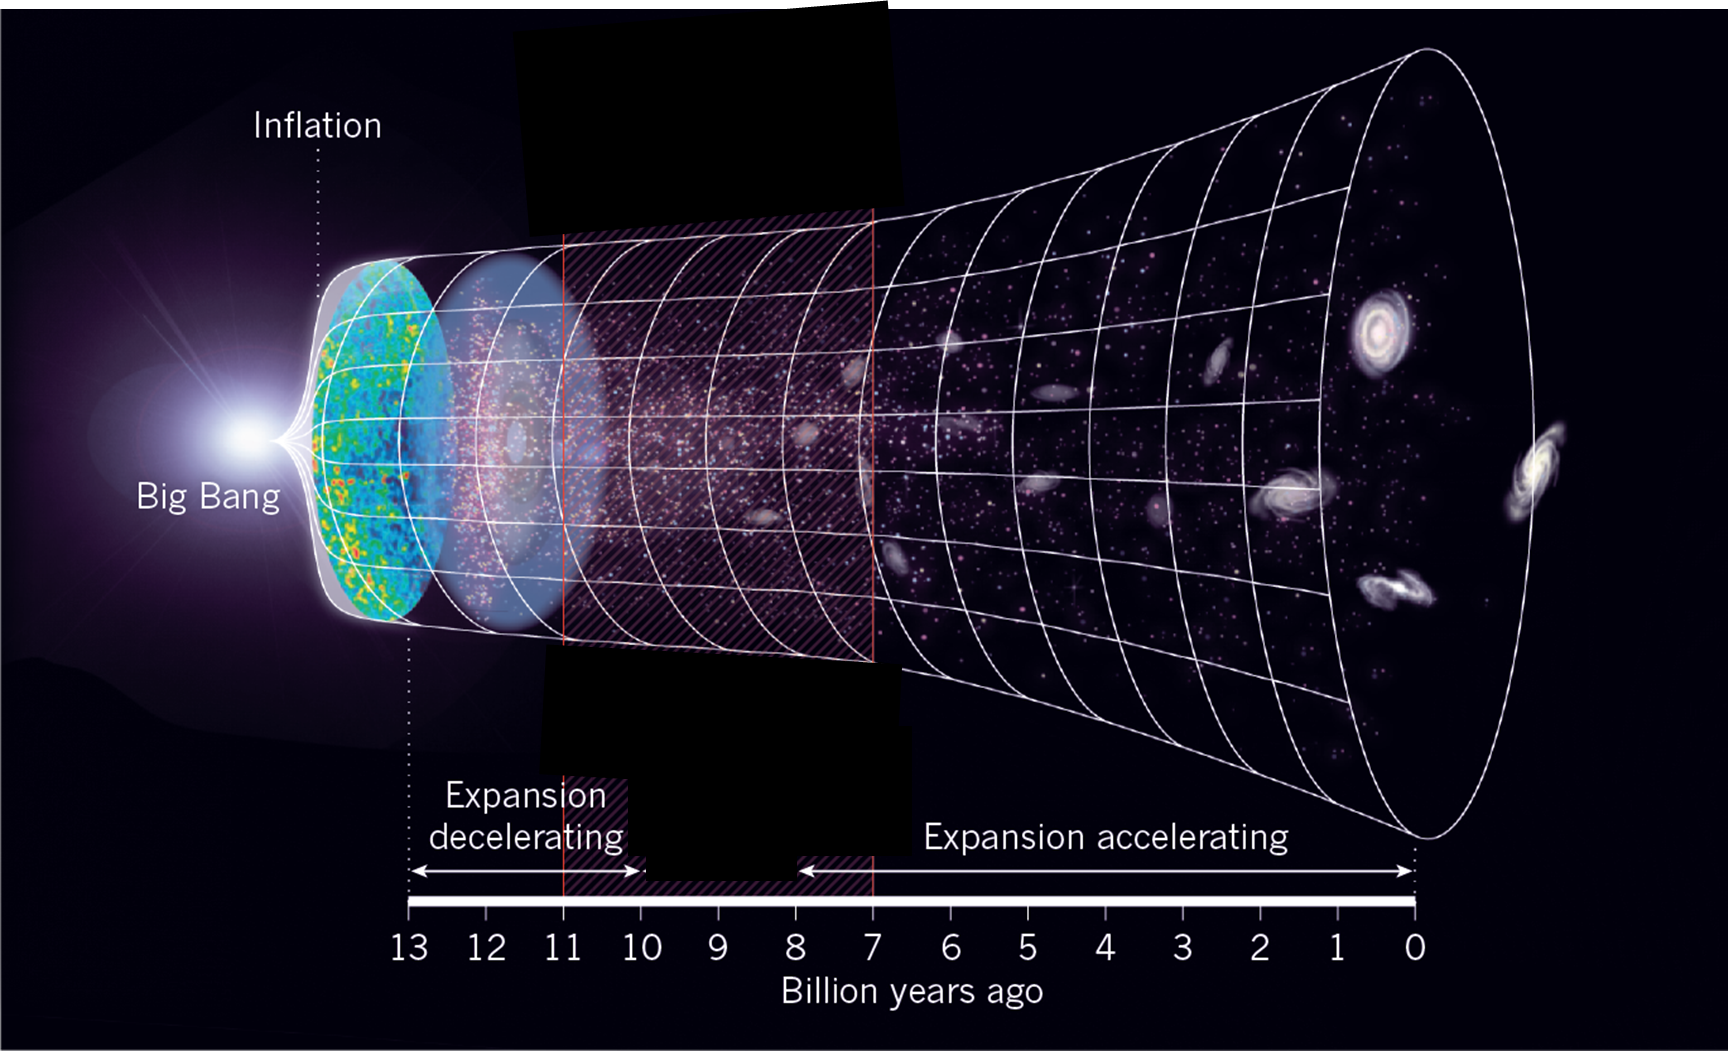 Inflation
Big Bang
Expansion
decelerating
Expansion accelerating
13 12 11 10 9 8 7 6 5 4 3 2 1 0
Billion years ago